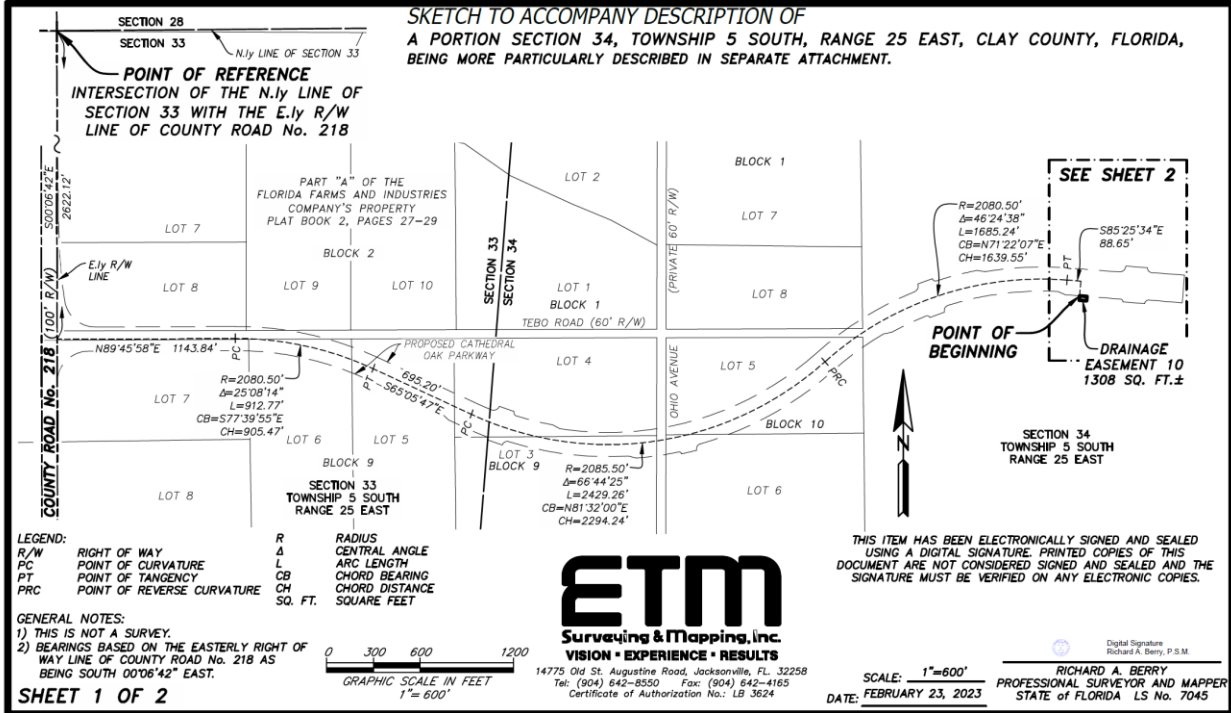 SKETCH TO ACCOMPANY DESCRIPTION OF
A PORTION SECTION 34, TOWNSHIP 5 SOUTH, RANGE 25 EAST, CLAY COUNTY, FLORIDA,
BEING MORE PARTICULARLY DESCRIBED IN SEPARATE ATTACHMENT.
SECTION 28
SECTION 33
N.ly LINE OF SECTION 33
POINT OF REFERENCE
INTERSECTION OF THE N.ly LINE OF
SECTION 33 WITH THE E.ly R/W
LINE OF COUNTY ROAD No. 218
S00°06'42"E
2622.12'
COUNTY ROAD No. 218 (100' R/W)
E.ly R/W
LINE
LOT 7
LOT 8
PART "A" OF THE
FLORIDA FARMS AND INDUSTRIES
COMPANY'S PROPERTY
PLAT BOOK 2, PAGES 27-29
BLOCK 2
LOT 9
LOT 10
SECTION 33
SECTION 34
LOT 2
LOT 1
BLOCK 1
TEBO ROAD (60' R/W)
OHIO AVENUE
(PRIVATE 60' R/W)
BLOCK 1
LOT 7
LOT 8
R=2080.50'
Δ=46°24'38"
L=1685.24'
CB=N71°22'07"E
CH=1639.55'
SEE SHEET 2
S85°25'34"E
88.65'
PT
POINT OF
BEGINNING
DRAINAGE
EASEMENT 10
1308 SQ. FT.±
N89°45'58"E 1143.84'
PC
PROPOSED CATHEDRAL
OAK PARKWAY
R=2080.50'
Δ=25°08'14"
L=912.77'
CB=S77°39'55"E
CH=905.47'
PT
695.20'
S65°05'47"E
PC
LOT 7
LOT 8
LOT 6
LOT 5
BLOCK 9
SECTION 33
TOWNSHIP 5 SOUTH
RANGE 25 EAST
LOT 4
LOT 3
BLOCK 9
R=2085.50'
Δ=66°44'25"
L=2429.26'
CB=N81°32'00"E
CH=2294.24'
LOT 5
PRC
BLOCK 10
LOT 6
N
SECTION 34
TOWNSHIP 5 SOUTH
RANGE 25 EAST
LEGEND:
R/W RIGHT OF WAY
PC POINT OF CURVATURE
PT POINT OF TANGENCY
PRC POINT OF REVERSE CURVATURE
R RADIUS
Δ CENTRAL ANGLE
L ARC LENGTH
CB CHORD BEARING
CH CHORD DISTANCE
SQ. FT. SQUARE FEET
GENERAL NOTES:
1) THIS IS NOT A SURVEY.
2) BEARINGS BASED ON THE EASTERLY RIGHT OF
WAY LINE OF COUNTY ROAD No. 218 AS
BEING SOUTH 00°06'42" EAST.
SHEET 1 OF 2
0 300 600 1200
GRAPHIC SCALE IN FEET
1"= 600'
ETM
Surveying & Mapping, Inc.
VISION • EXPERIENCE • RESULTS
14775 Old St. Augustine Road, Jacksonville, FL. 32258
Tel: (904) 642-8550 Fax: (904) 642-4165
Certificate of Authorization No.: LB 3624
THIS ITEM HAS BEEN ELECTRONICALLY SIGNED AND SEALED
USING A DIGITAL SIGNATURE. PRINTED COPIES OF THIS
DOCUMENT ARE NOT CONSIDERED SIGNED AND SEALED AND THE
SIGNATURE MUST BE VERIFIED ON ANY ELECTRONIC COPIES.
Digital Signature
Richard A. Berry, P.S.M.
SCALE: 1"=600'
DATE: FEBRUARY 23, 2023
RICHARD A. BERRY
PROFESSIONAL SURVEYOR AND MAPPER
STATE of FLORIDA LS No. 7045